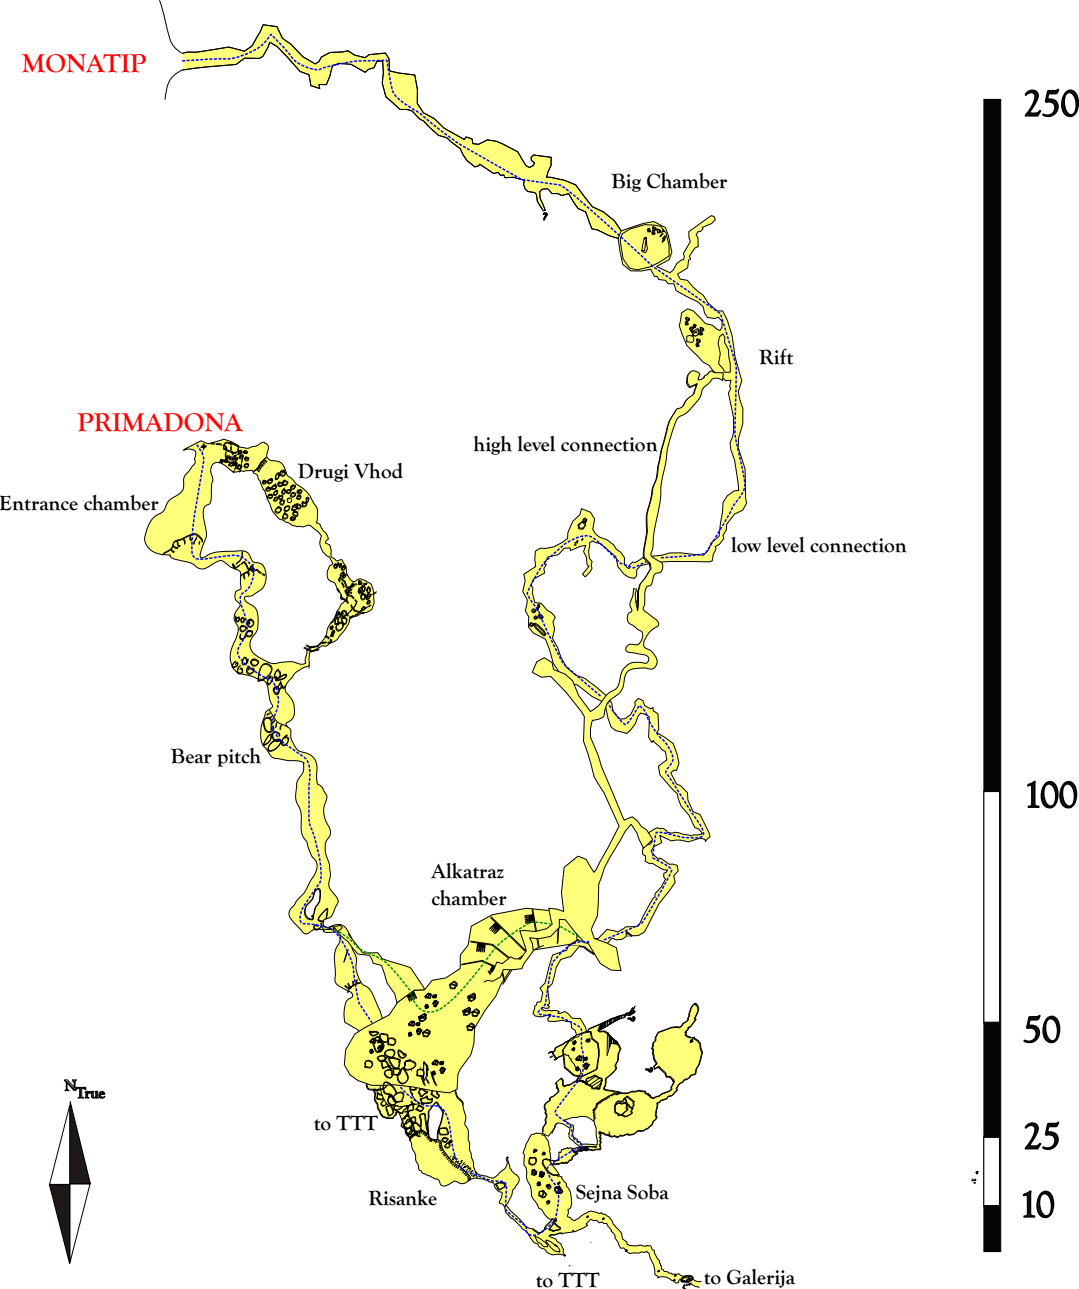 MONATIP
250
Big Chamber
Rift
PRIMADONA
high level connection
Drugi Vhod
Entrance chamber
low level connection
Bear pitch
100
Alkatraz
chamber
50
N
True
to TTT
25
Risanke
Sejna Soba
10
to TTT
to Galerija